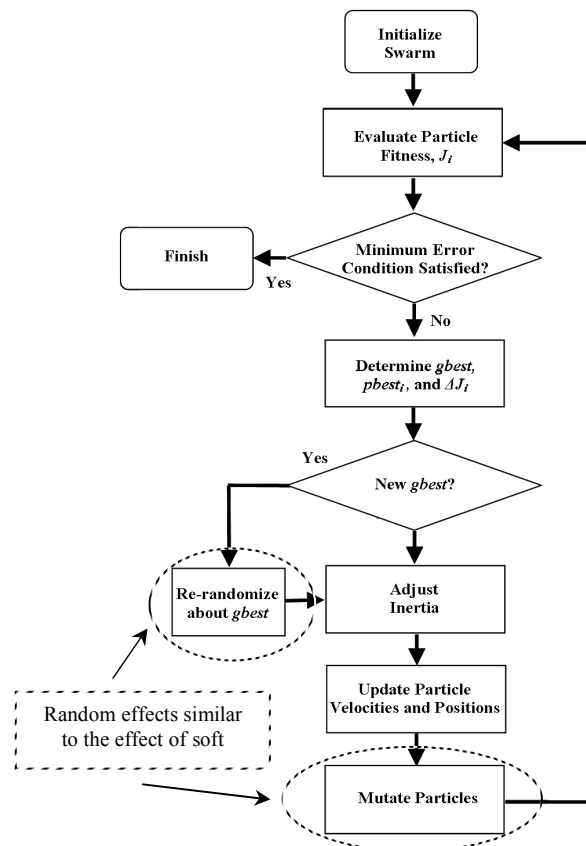 Initialize
Swarm
Evaluate Particle
Fitness, Jᵢ
Minimum Error
Condition Satisfied?
Finish
Yes
No
Determine gbest,
pbestᵢ, and ΔJᵢ
Yes
New gbest?
Re-randomize
about gbest
Adjust
Inertia
Update Particle
Velocities and Positions
Random effects similar
to the effect of soft
Mutate Particles